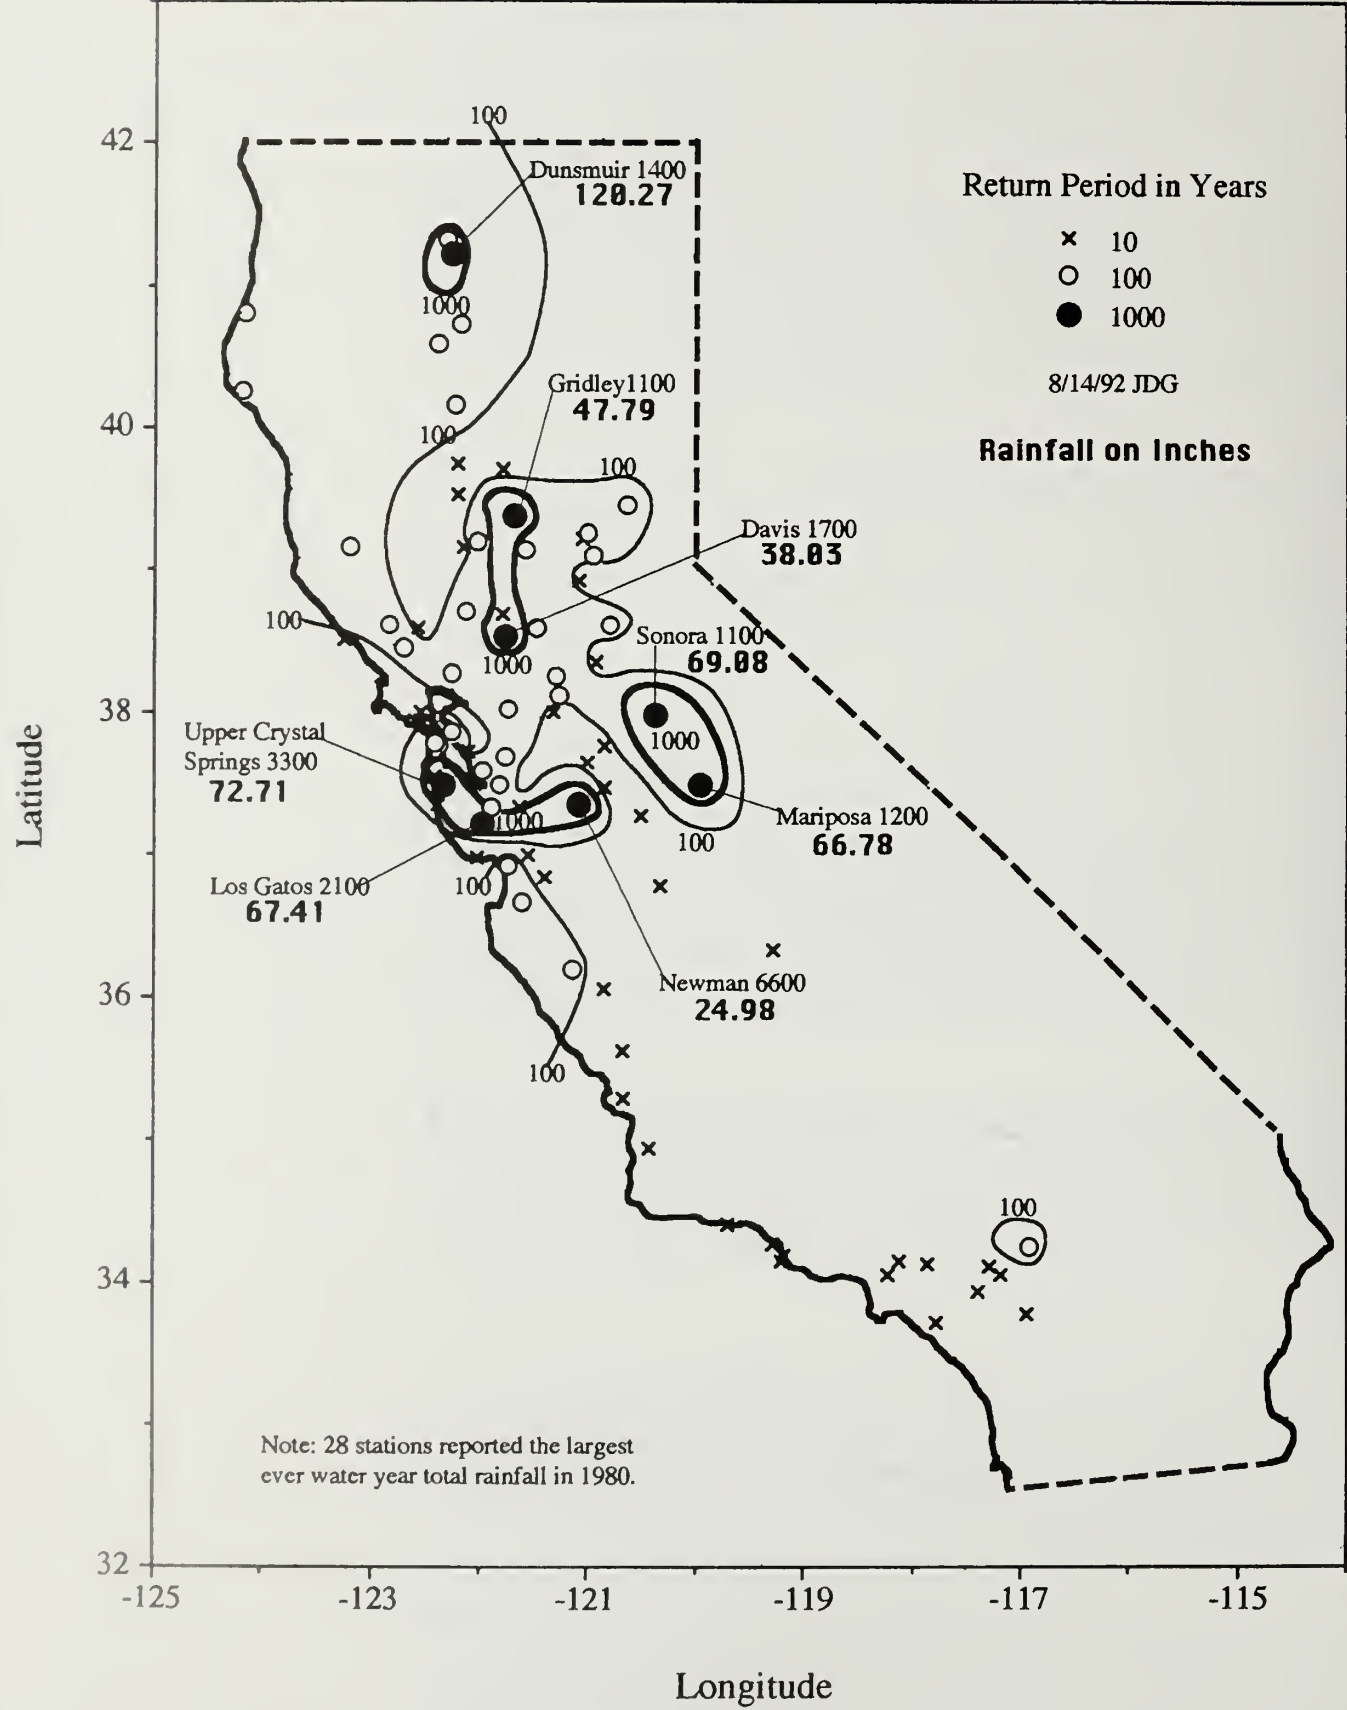 100
42
Dunsmuir 1400
120.27
Return Period in Years
10
100
1000
1000
8/14/92 JDG
Gridley1100
47.79
40
100
Rainfall on Inches
100
Davis 1700
38.03
100
Sonora 1100
69.08
1000
38
Upper Crystal
Springs 3300
72.71
1000
Latitude
1000
Mariposa 1200
66.78
100
Los Gatos 2100
67.41
100
Newman 6600
24.98
36
100
100
34
Note: 28 stations reported the largest
ever water year total rainfall in 1980.
32
-125
-123
-121
-119
-117
-115
Longitude